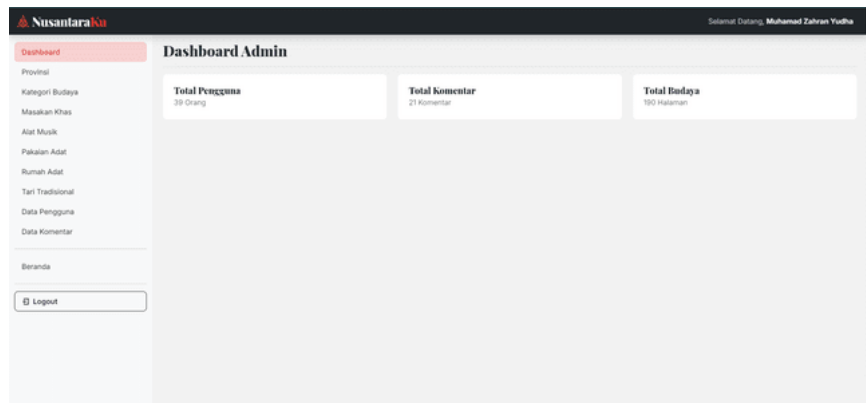 NusantaraKu
Selamat Datang, Muhamad Zahran Yudha
Dashboard
Provinsi
Kategori Budaya
Masakan Khas
Alat Musik
Pakaian Adat
Rumah Adat
Tari Tradisional
Data Pengguna
Data Komentar
Beranda
Logout
Dashboard Admin
Total Pengguna
39 Orang
Total Komentar
21 Komentar
Total Budaya
190 Halaman